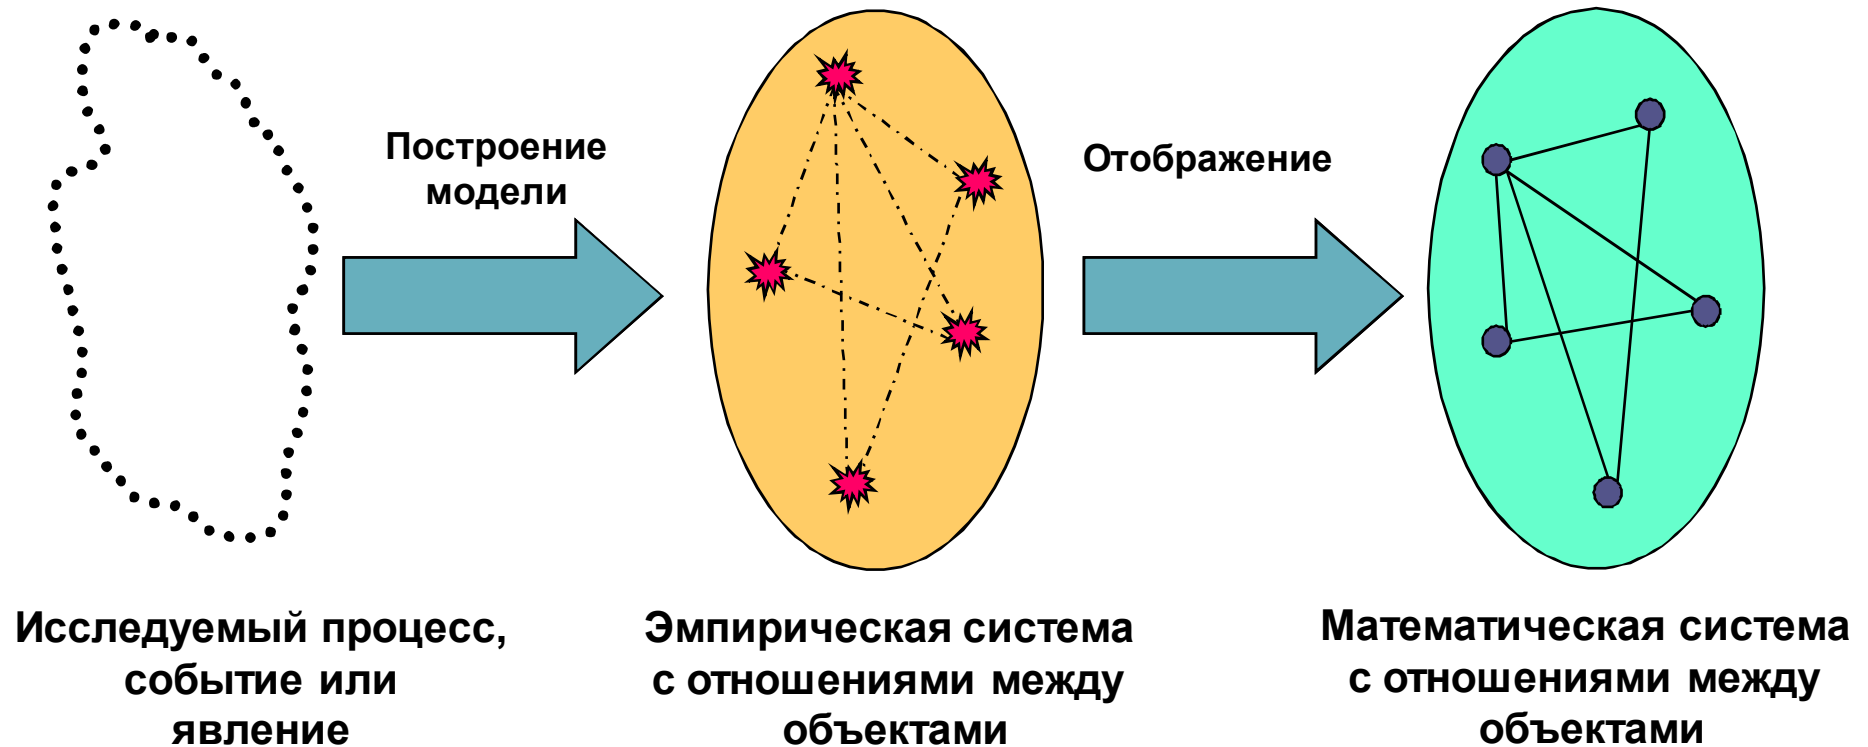 Построение
модели
Отображение
Исследуемый процесс,
событие или
явление
Эмпирическая система
с отношениями между
объектами
Математическая система
с отношениями между
объектами